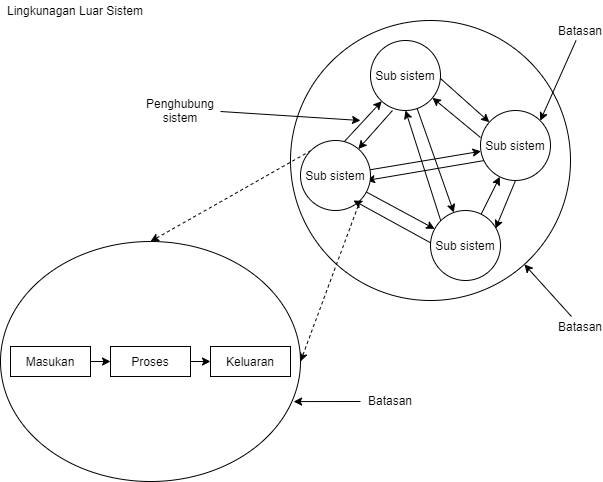 Lingkunagan Luar Sistem
Batasan
Sub sistem
Penghubung
sistem
Sub sistem
Sub sistem
Sub sistem
Batasan
Masukan
Proses
Keluaran
Batasan